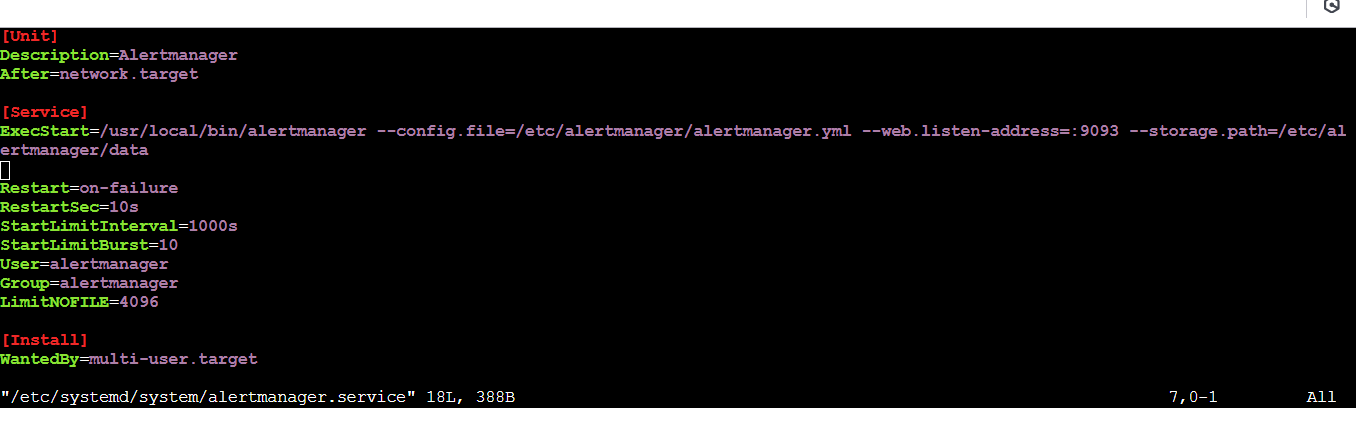 [Unit]
Description=Alertmanager
After=network.target
[Service]
ExecStart=/usr/local/bin/alertmanager --config.file=/etc/alertmanager/alertmanager.yml --web.listen-address=:9093 --storage.path=/etc/al
ertmanager/data
Restart=on-failure
RestartSec=10s
StartLimitInterval=1000s
StartLimitBurst=10
User=alertmanager
Group=alertmanager
LimitNOFILE=4096
[Install]
WantedBy=multi-user.target
"/etc/systemd/system/alertmanager.service" 18L, 388B 7,0-1 All